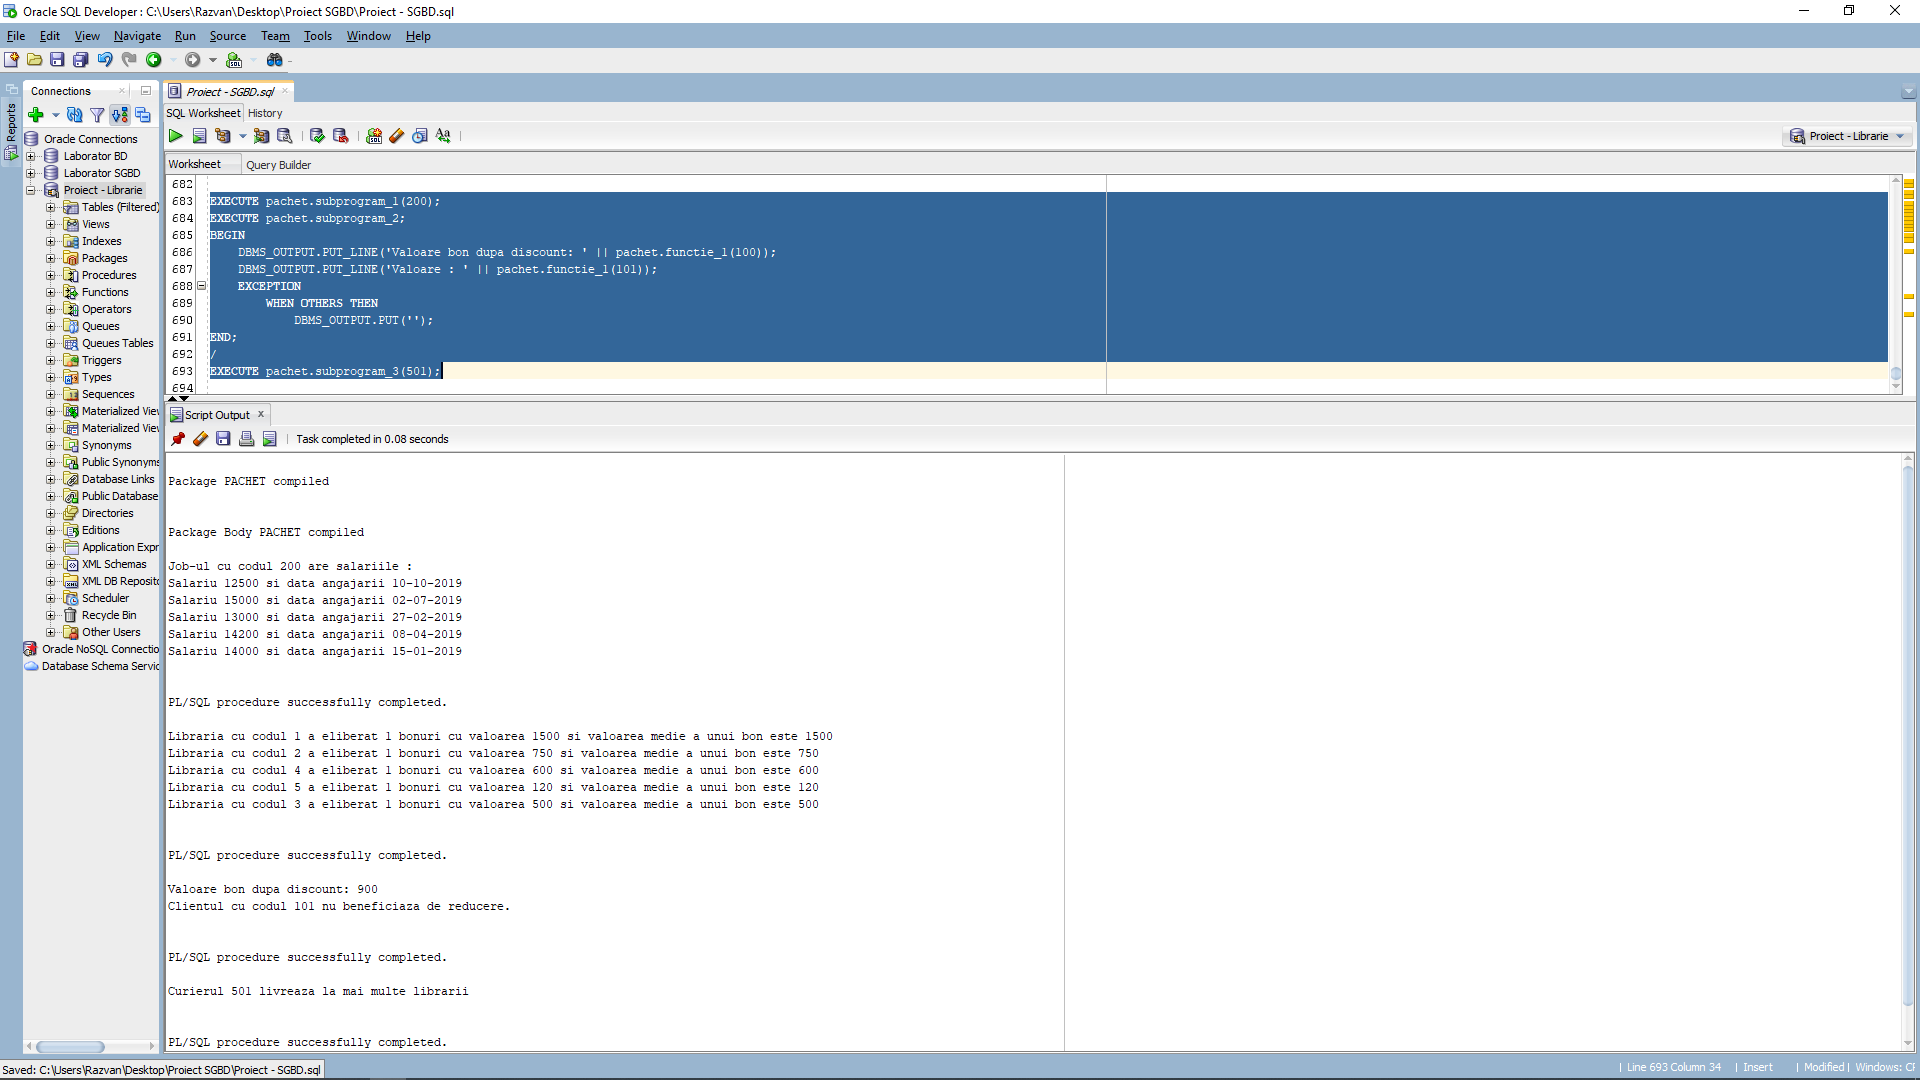 Oracle SQL Developer : C:\Users\Razvan\Desktop\Proiect SGBD\Proiect - SGBD.sql
File Edit View Navigate Run Source Team Tools Window Help
Reports
Connections
Oracle Connections
Laborator BD
Laborator SGBD
Proiect - Librarie
Tables (Filtered)
Views
Indexes
Packages
Procedures
Functions
Operators
Queues
Queues Tables
Triggers
Types
Sequences
Materialized Viev
Materialized Viev
Synonyms
Public Synonyms
Database Links
Public Database
Directories
Editions
Application Expr
XML Schemas
XML DB Reposito
Scheduler
Recycle Bin
Other Users
Oracle NoSQL Connectio
Database Schema Servic
Proiect - SGBD.sql
SQL Worksheet History
Proiect - Librarie
Worksheet Query Builder
682
683 EXECUTE pachet.subprogram_1(200);
684 EXECUTE pachet.subprogram_2;
685 BEGIN
686 DBMS_OUTPUT.PUT_LINE('Valoare bon dupa discount: ' || pachet.functie_1(100));
687 DBMS_OUTPUT.PUT_LINE('Valoare : ' || pachet.functie_1(101));
688 EXCEPTION
689 WHEN OTHERS THEN
690 DBMS_OUTPUT.PUT('');
691 END;
692 /
693 EXECUTE pachet.subprogram_3(501);
694
Script Output
Task completed in 0.08 seconds
Package PACHET compiled
Package Body PACHET compiled
Job-ul cu codul 200 are salariile :
Salariu 12500 si data angajarii 10-10-2019
Salariu 15000 si data angajarii 02-07-2019
Salariu 13000 si data angajarii 27-02-2019
Salariu 14200 si data angajarii 08-04-2019
Salariu 14000 si data angajarii 15-01-2019
PL/SQL procedure successfully completed.
Libraria cu codul 1 a eliberat 1 bonuri cu valoarea 1500 si valoarea medie a unui bon este 1500
Libraria cu codul 2 a eliberat 1 bonuri cu valoarea 750 si valoarea medie a unui bon este 750
Libraria cu codul 4 a eliberat 1 bonuri cu valoarea 600 si valoarea medie a unui bon este 600
Libraria cu codul 5 a eliberat 1 bonuri cu valoarea 120 si valoarea medie a unui bon este 120
Libraria cu codul 3 a eliberat 1 bonuri cu valoarea 500 si valoarea medie a unui bon este 500
PL/SQL procedure successfully completed.
Valoare bon dupa discount: 900
Clientul cu codul 101 nu beneficiaza de reducere.
PL/SQL procedure successfully completed.
Curierul 501 livreaza la mai multe librarii
PL/SQL procedure successfully completed.
Saved: C:\Users\Razvan\Desktop\Proiect SGBD\Proiect - SGBD.sql
| Line 693 Column 34 | Insert | Modified | Windows: CF